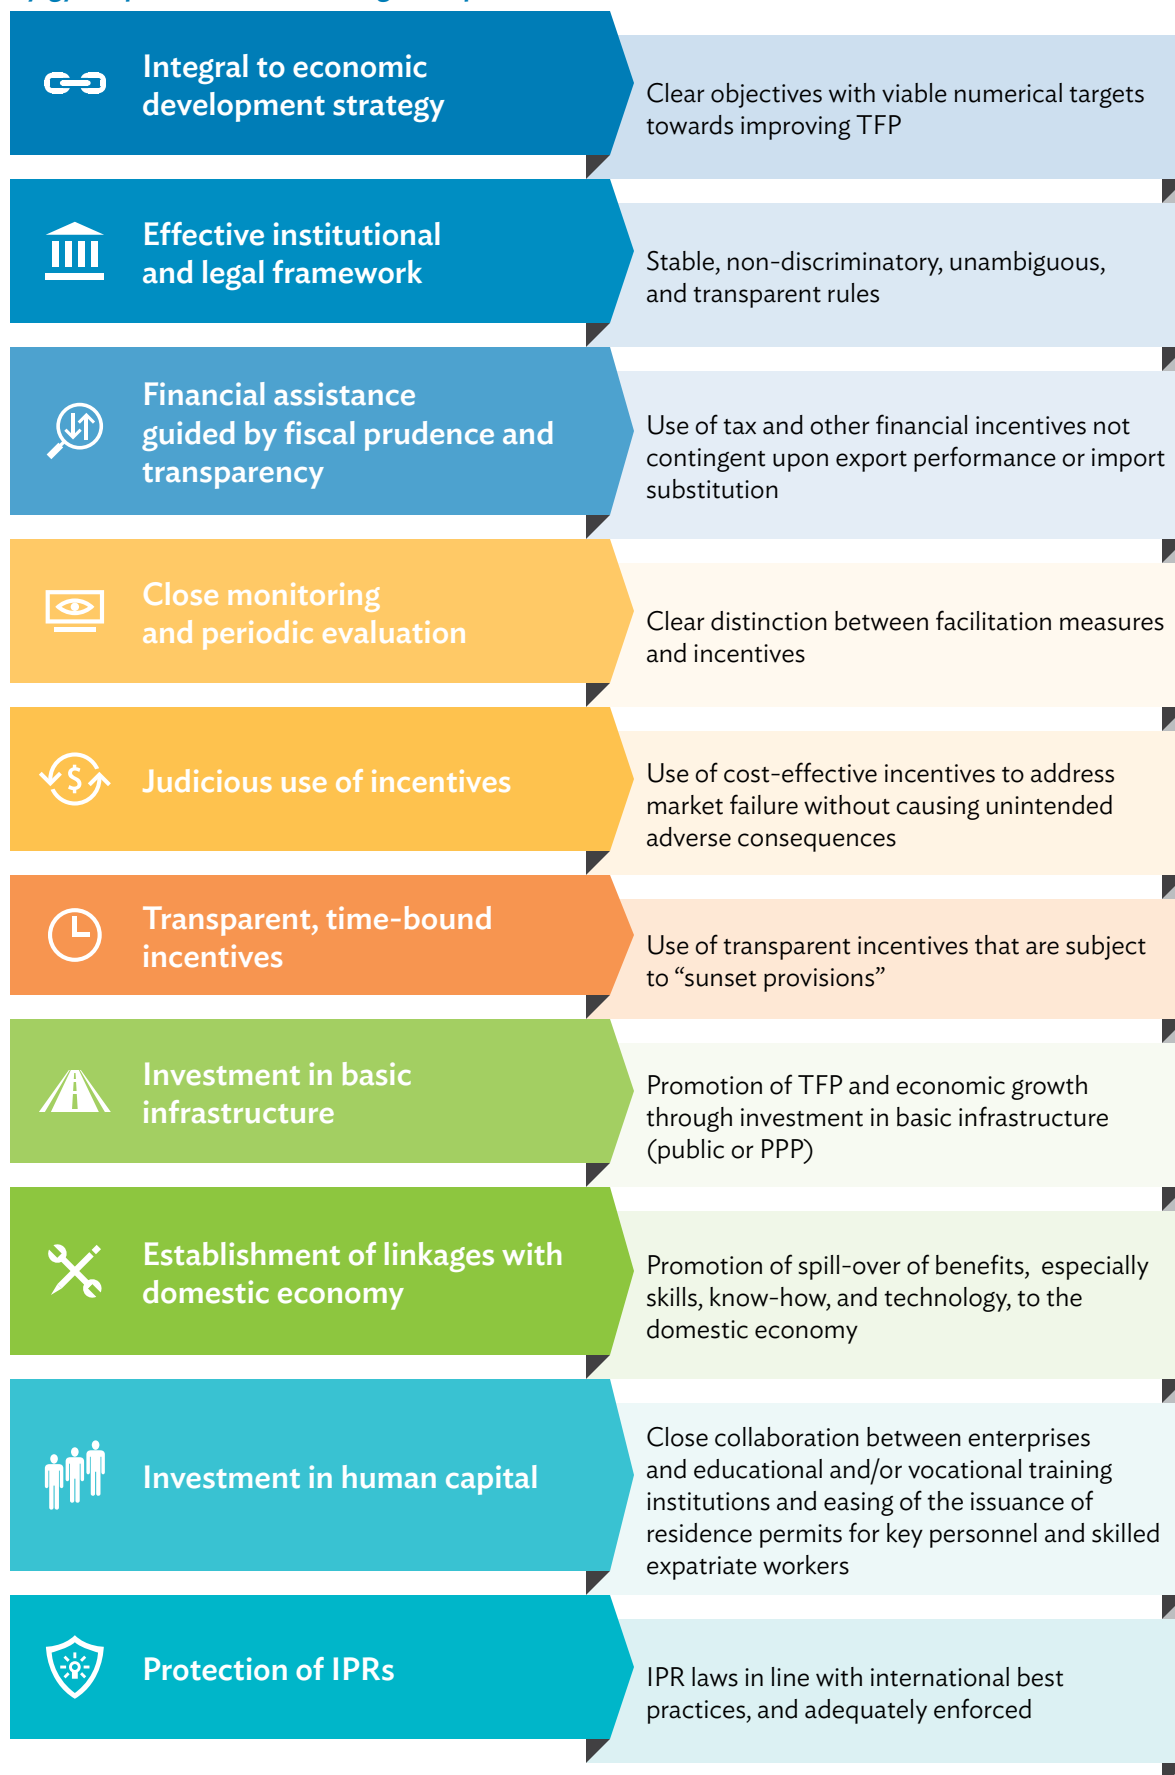 Integral to economic
development strategy
Clear objectives with viable numerical targets
towards improving TFP
Effective institutional
and legal framework
Stable, non-discriminatory, unambiguous,
and transparent rules
Financial assistance
guided by fiscal prudence and
transparency
Use of tax and other financial incentives not
contingent upon export performance or import
substitution
Close monitoring
and periodic evaluation
Clear distinction between facilitation measures
and incentives
Judicious use of incentives
Use of cost-effective incentives to address
market failure without causing unintended
adverse consequences
Transparent, time-bound
incentives
Use of transparent incentives that are subject
to “sunset provisions”
Investment in basic
infrastructure
Promotion of TFP and economic growth
through investment in basic infrastructure
(public or PPP)
Establishment of linkages with
domestic economy
Promotion of spill-over of benefits, especially
skills, know-how, and technology, to the
domestic economy
Investment in human capital
Close collaboration between enterprises
and educational and/or vocational training
institutions and easing of the issuance of
residence permits for key personnel and skilled
expatriate workers
Protection of IPRs
IPR laws in line with international best
practices, and adequately enforced